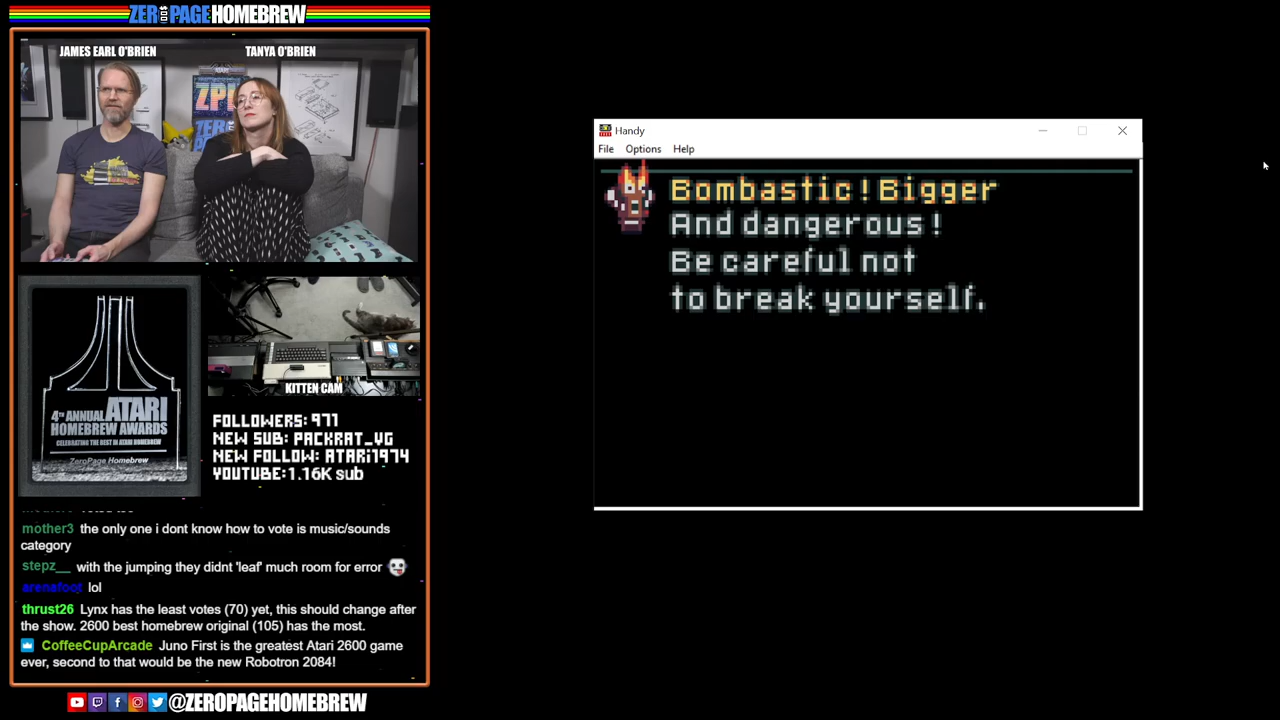 ZEROPAGE HOMEBREW
JAMES EARL O'BRIEN
TANYA O'BRIEN
4TH ANNUAL ATARI
HOMEBREW AWARDS
CELEBRATING THE BEST IN ATARI HOMEBREW
ZeroPage Homebrew
KITTEN CAM
FOLLOWERS: 971
NEW SUB: PACKRAT_VG
NEW FOLLOW: ATARI1974
YOUTUBE:1.16K sub
mother3 the only one i dont know how to vote is music/sounds
category
stepz__ with the jumping they didnt 'leaf' much room for error
arenafoot lol
thrust26 Lynx has the least votes (70) yet, this should change after
the show. 2600 best homebrew original (105) has the most.
CoffeeCupArcade Juno First is the greatest Atari 2600 game
ever, second to that would be the new Robotron 2084!
@ZEROPAGEHOMEBREW
Handy
File Options Help
Bombastic! Bigger
And dangerous!
Be careful not
to break yourself.